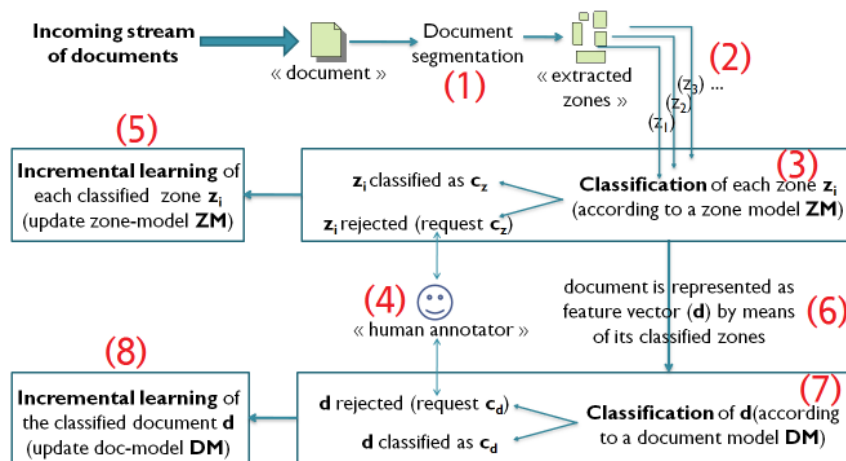 Incoming stream
of documents
« document »
Document
segmentation
(1)
« extracted
zones »
(2)
(z1)
(z2)
(z3) ...
(3)
Classification of each zone zi
(according to a zone model ZM)
zi classified as cz
zi rejected (request cz)
(5)
Incremental learning of
each classified zone zi
(update zone-model ZM)
(4)
« human annotator »
document is represented as
feature vector (d) by means
of its classified zones
(6)
(7)
Classification of d(according
to a document model DM)
d rejected (request cd)
d classified as cd
(8)
Incremental learning of
the classified document d
(update doc-model DM)